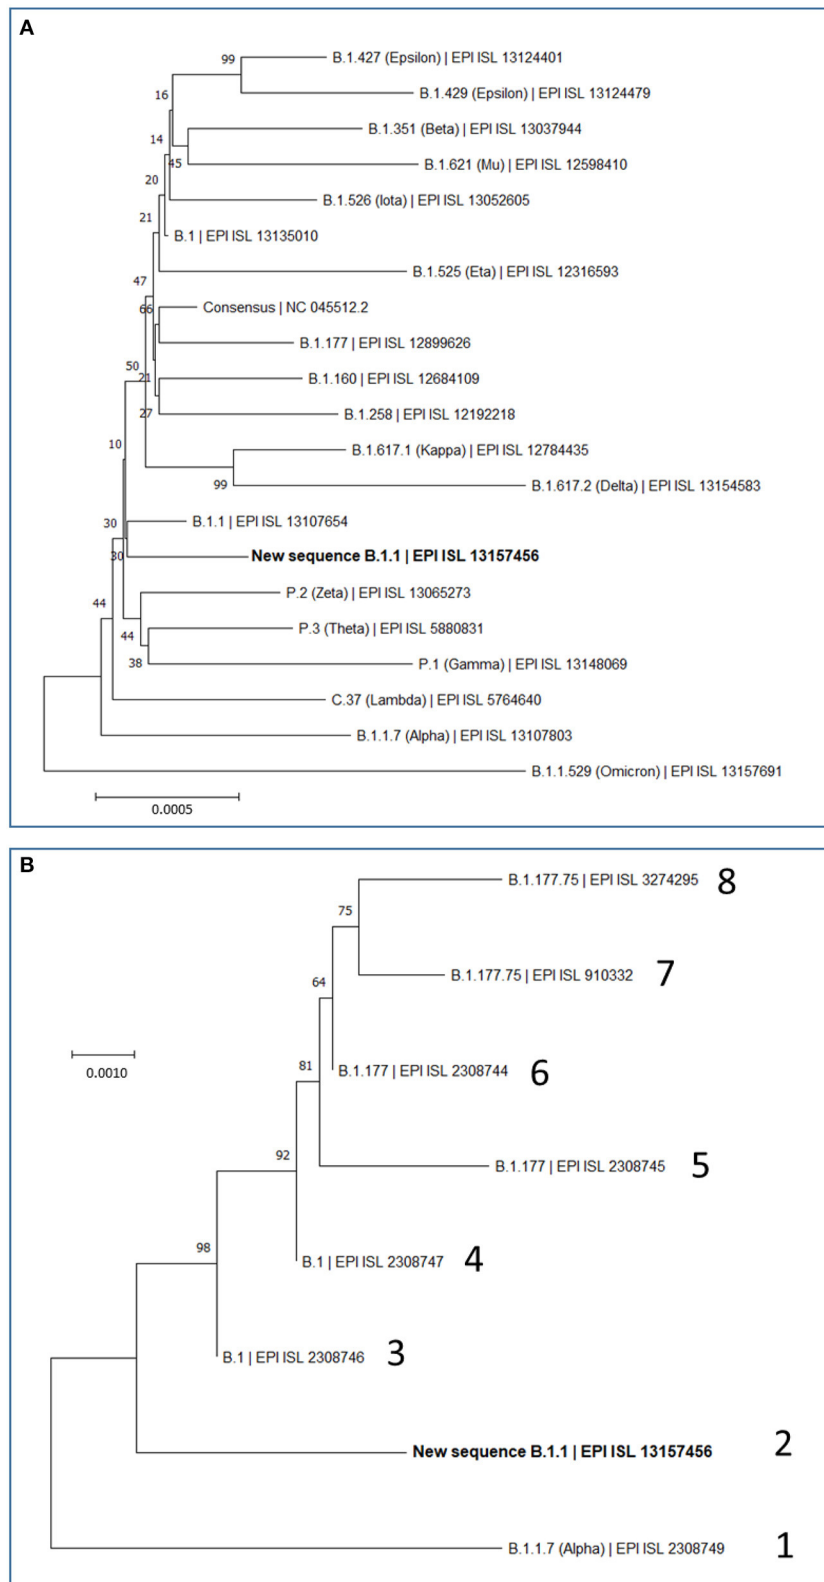 A
99
B.1.427 (Epsilon) | EPI ISL 13124401
B.1.429 (Epsilon) | EPI ISL 13124479
16
B.1.351 (Beta) | EPI ISL 13037944
14
45
B.1.621 (Mu) | EPI ISL 12598410
20
B.1.526 (Iota) | EPI ISL 13052605
21
B.1 | EPI ISL 13135010
B.1.525 (Eta) | EPI ISL 12316593
47
66
Consensus | NC 045512.2
B.1.177 | EPI ISL 12899626
50
21
B.1.160 | EPI ISL 12684109
27
B.1.258 | EPI ISL 12192218
10
B.1.617.1 (Kappa) | EPI ISL 12784435
99
B.1.617.2 (Delta) | EPI ISL 13154583
30
B.1.1 | EPI ISL 13107654
30
New sequence B.1.1 | EPI ISL 13157456
P.2 (Zeta) | EPI ISL 13065273
44
P.3 (Theta) | EPI ISL 5880831
44
38
P.1 (Gamma) | EPI ISL 13148069
C.37 (Lambda) | EPI ISL 5764640
B.1.1.7 (Alpha) | EPI ISL 13107803
B.1.1.529 (Omicron) | EPI ISL 13157691
0.0005
B
B.1.177.75 | EPI ISL 3274295 8
75
B.1.177.75 | EPI ISL 910332 7
64
0.0010
B.1.177 | EPI ISL 2308744 6
81
B.1.177 | EPI ISL 2308745 5
92
B.1 | EPI ISL 2308747 4
98
B.1 | EPI ISL 2308746 3
New sequence B.1.1 | EPI ISL 13157456 2
B.1.1.7 (Alpha) | EPI ISL 2308749 1